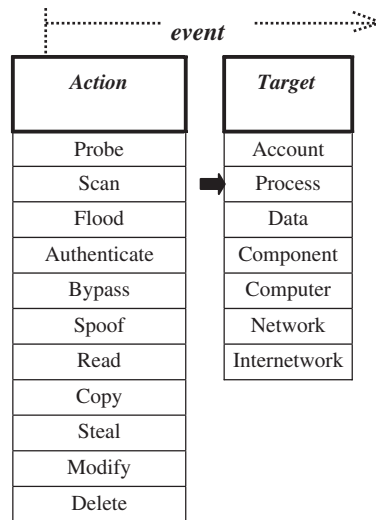 event
Action
Probe
Scan
Flood
Authenticate
Bypass
Spoof
Read
Copy
Steal
Modify
Delete
Target
Account
Process
Data
Component
Computer
Network
Internetwork